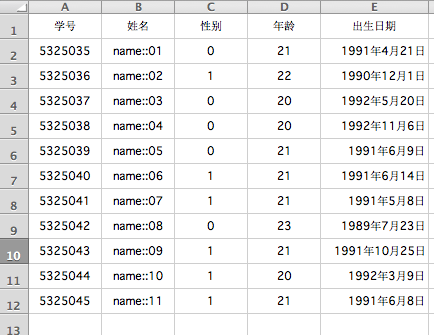 A B C D E
1 学号 姓名 性别 年龄 出生日期
2 5325035 name::01 0 21 1991年4月21日
3 5325036 name::02 1 22 1990年12月1日
4 5325037 name::03 0 20 1992年5月20日
5 5325038 name::04 0 20 1992年11月6日
6 5325039 name::05 0 21 1991年6月9日
7 5325040 name::06 1 21 1991年6月14日
8 5325041 name::07 1 21 1991年5月8日
9 5325042 name::08 0 23 1989年7月23日
10 5325043 name::09 1 21 1991年10月25日
11 5325044 name::10 1 20 1992年3月9日
12 5325045 name::11 1 21 1991年6月8日
13